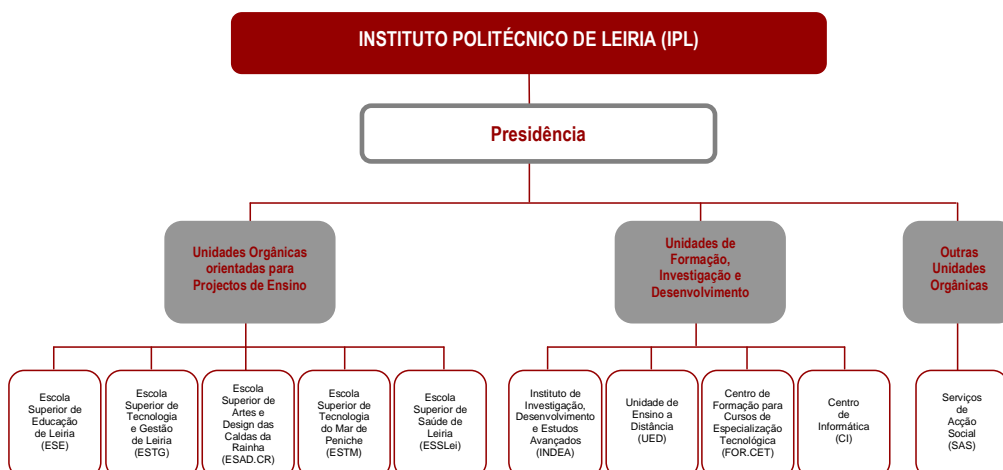 INSTITUTO POLITÉCNICO DE LEIRIA (IPL)
Presidência
Unidades Orgânicas
orientadas para
Projectos de Ensino
Unidades de
Formação,
Investigação e
Desenvolvimento
Outras
Unidades
Orgânicas
Escola
Superior de
Educação
de Leiria
(ESE)
Escola
Superior de
Tecnologia
e Gestão
de Leiria
(ESTG)
Escola
Superior de
Artes e
Design das
Caldas da
Rainha
(ESAD.CR)
Escola
Superior de
Tecnologia
do Mar de
Peniche
(ESTM)
Escola
Superior de
Saúde de
Leiria
(ESSLei)
Instituto de
Investigação,
Desenvolvimento
e Estudos
Avançados
(INDEA)
Unidade de
Ensino a
Distância
(UED)
Centro de
Formação para
Cursos de
Especialização
Tecnológica
(FOR.CET)
Centro
de
Informática
(CI)
Serviços
de
Acção
Social
(SAS)